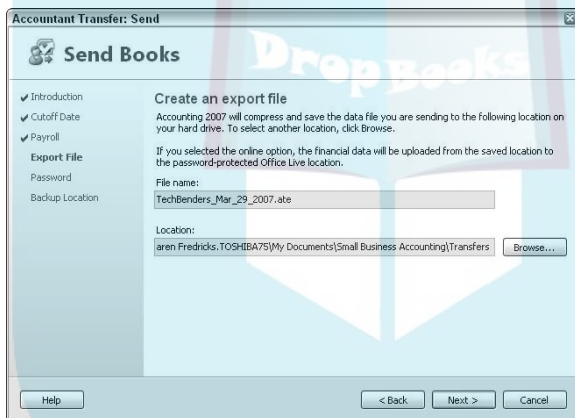 Accountant Transfer: Send
Send Books
Introduction
Cutoff Date
Payroll
Export File
Password
Backup Location
DropBooks
Create an export file
Accounting 2007 will compress and save the data file you are sending to the following location on
your hard drive. To select another location, click Browse.
If you selected the online option, the financial data will be uploaded from the saved location to
the password-protected Office Live location.
File name:
TechBenders_Mar_29_2007.ate
Location:
aren Fredricks.TOSHIBA75\My Documents\Small Business Accounting\Transfers
Browse...
Help
< Back
Next >
Cancel